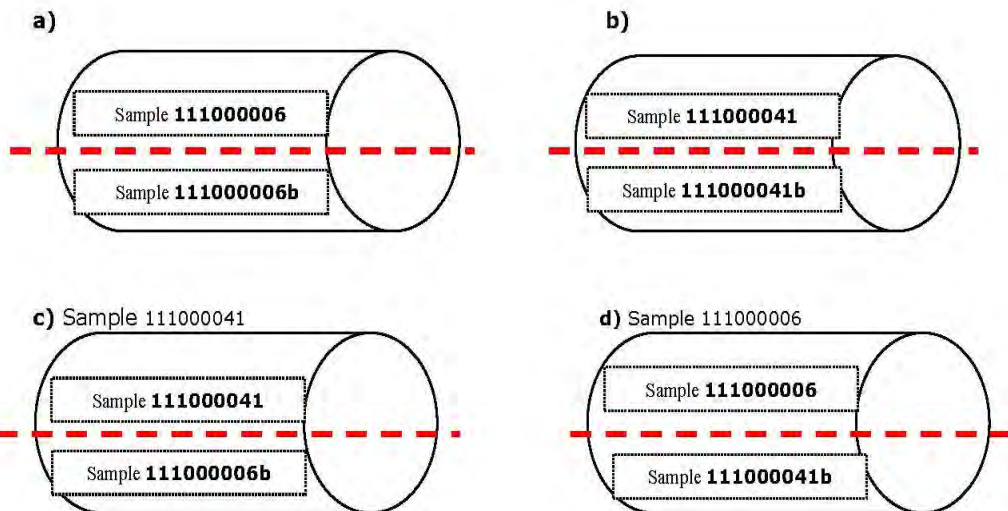 a)
b)
Sample 111000006
Sample 111000041
Sample 111000006b
Sample 111000041b
c) Sample 111000041
d) Sample 111000006
Sample 111000041
Sample 111000006
Sample 111000006b
Sample 111000041b